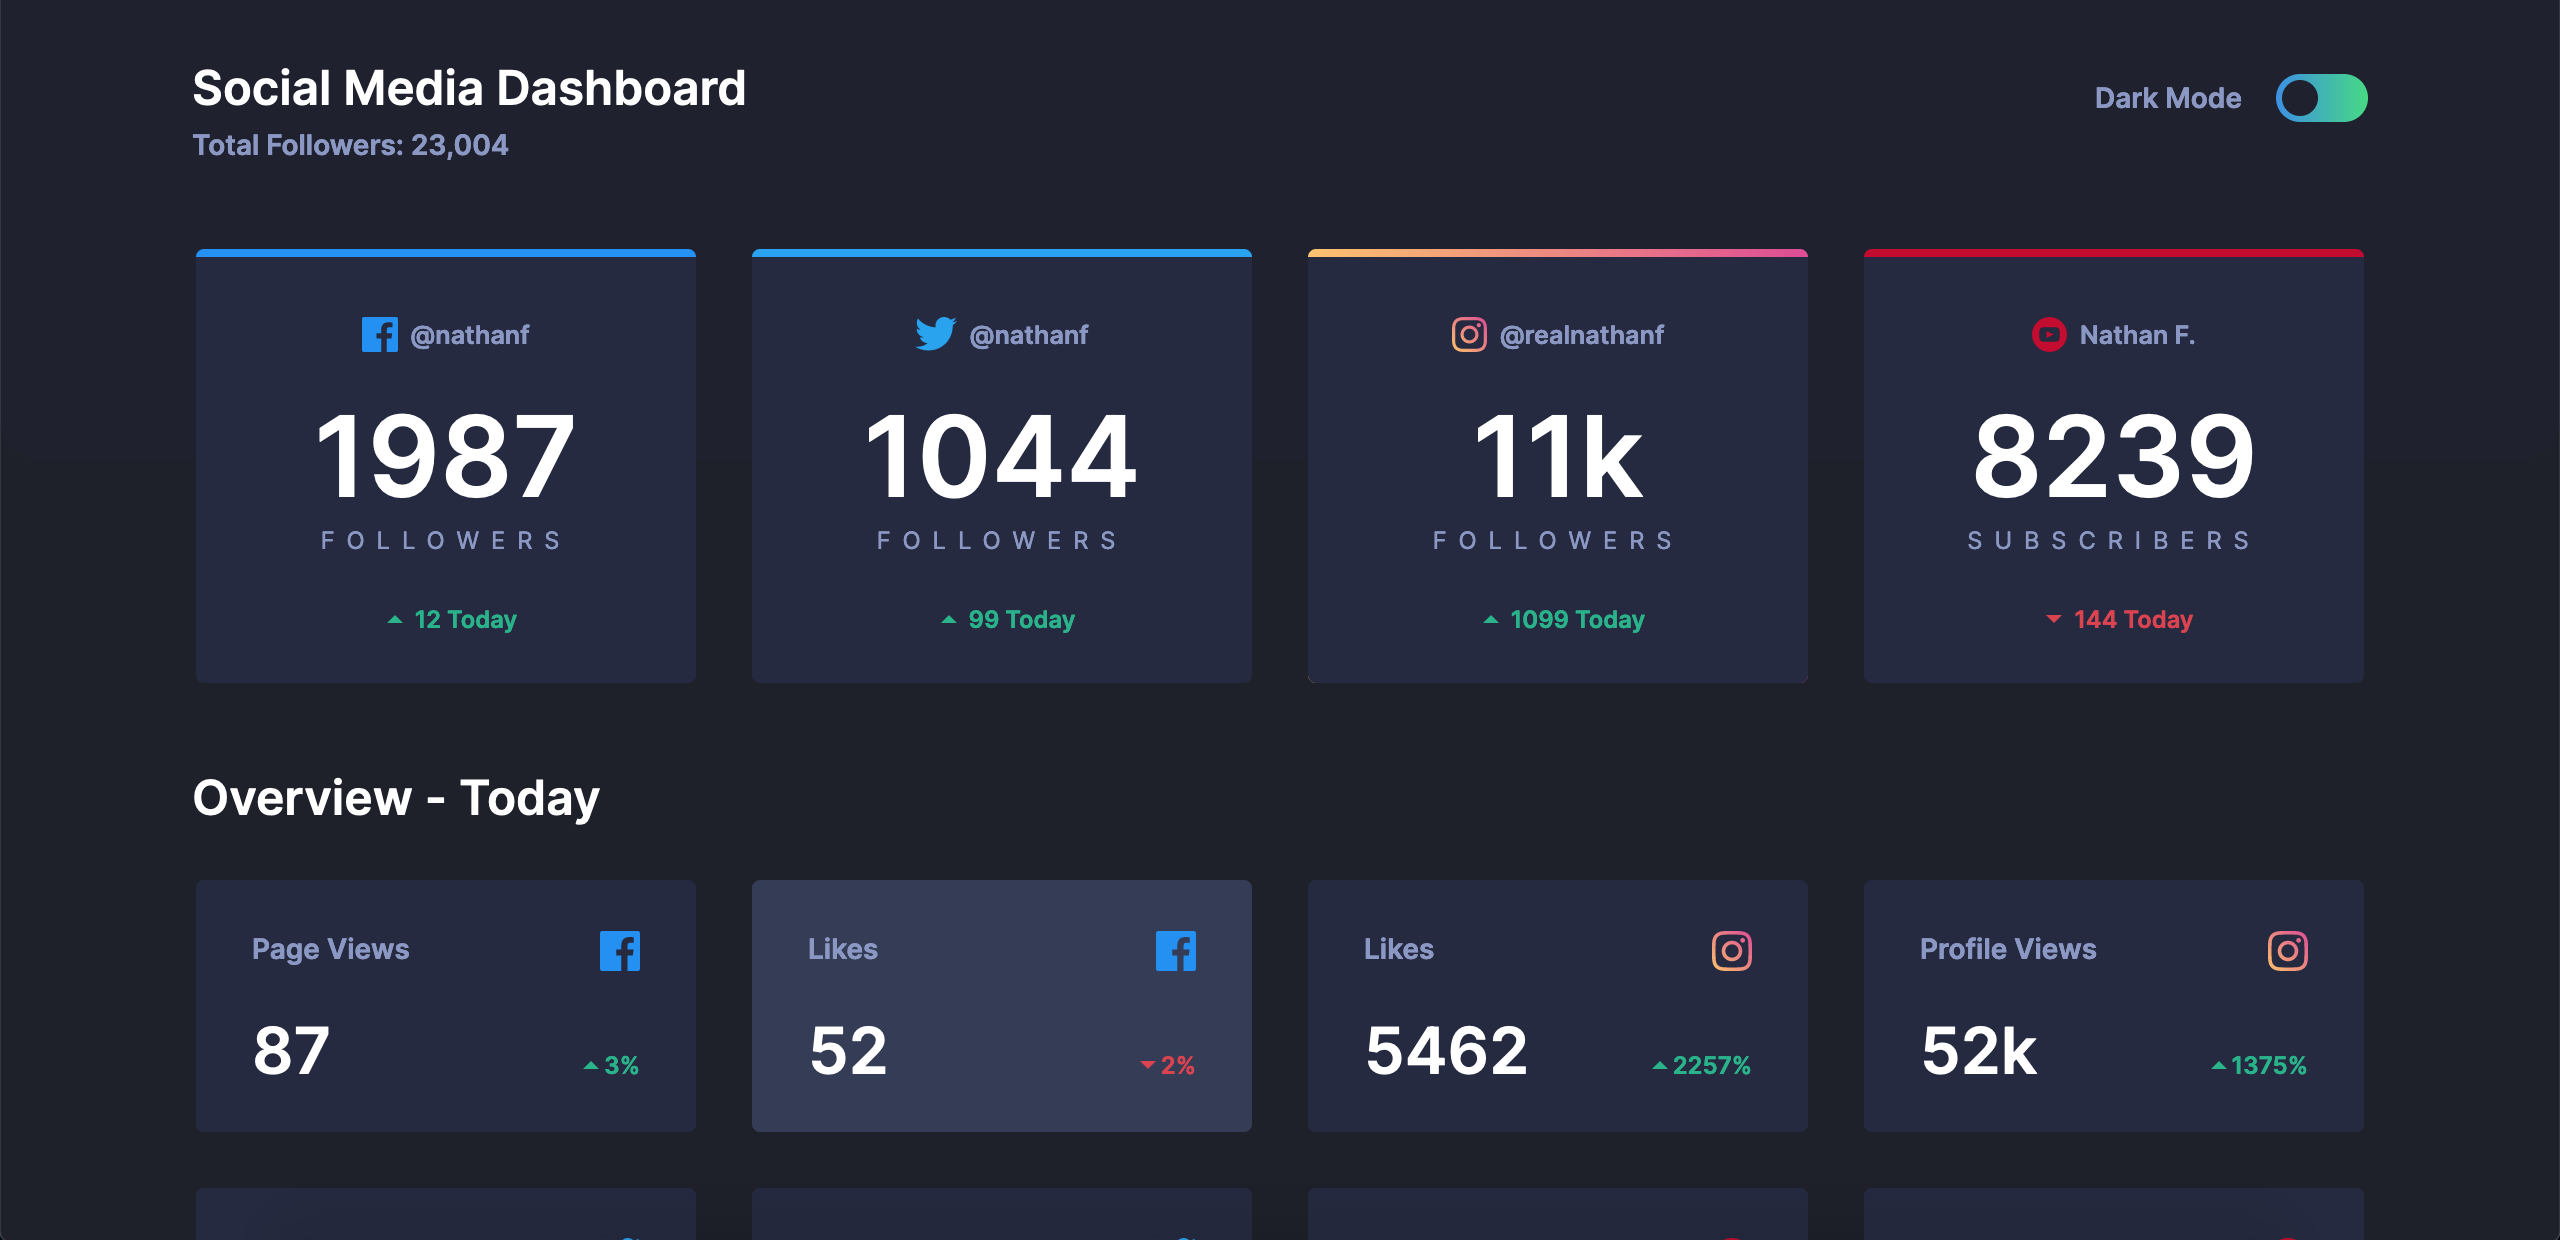 Social Media Dashboard
Total Followers: 23,004
Dark Mode
@nathanf
1987
FOLLOWERS
12 Today
@nathanf
1044
FOLLOWERS
99 Today
@realnathanf
11k
FOLLOWERS
1099 Today
Nathan F.
8239
SUBSCRIBERS
144 Today
Overview - Today
Page Views
87
3%
Likes
52
2%
Likes
5462
2257%
Profile Views
52k
1375%